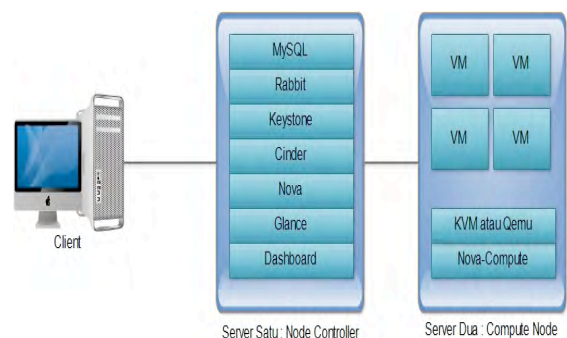 Client
MySQL
Rabbit
Keystone
Cinder
Nova
Glance
Dashboard
Server Satu : Node Controller
VM
VM
VM
VM
KVM atau Qemu
Nova-Compute
Server Dua : Compute Node